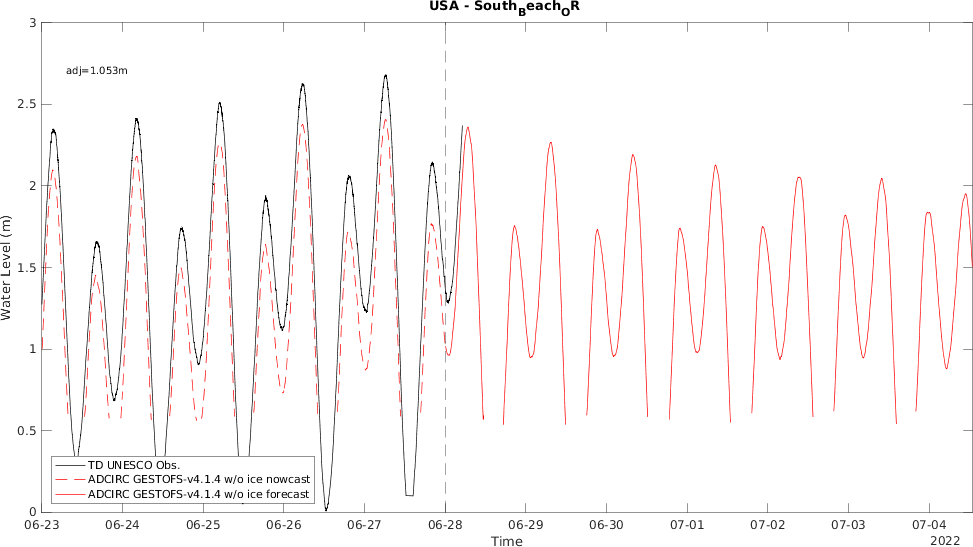 USA - South_Beach_OR
adj=1.053m
3
2.5
2
1.5
1
0.5
0
Water Level (m)
TD UNESCO Obs.
ADCIRC GESTOFS-v4.1.4 w/o ice nowcast
ADCIRC GESTOFS-v4.1.4 w/o ice forecast
06-23 06-24 06-25 06-26 06-27 06-28 06-29 06-30 07-01 07-02 07-03 07-04
Time
2022